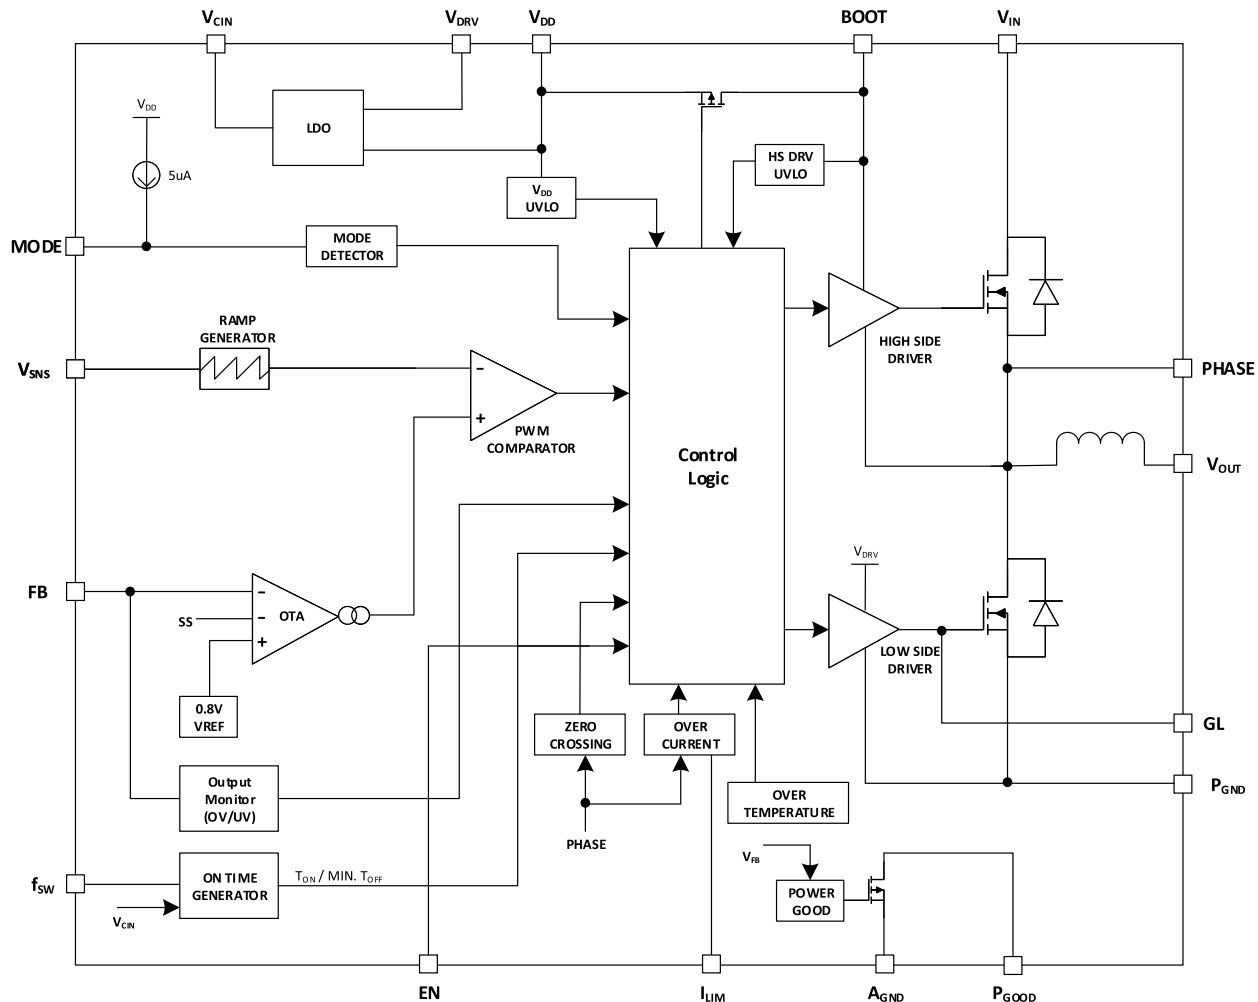 VCIN
VDRV
VDD
BOOT
VIN
VDD
LDO
5uA
HS DRV
UVLO
VDD
UVLO
MODE
MODE
DETECTOR
RAMP
GENERATOR
VSNS
-
+
PWM
COMPARATOR
Control
Logic
HIGH SIDE
DRIVER
PHASE
VOUT
FB
-
SS
-
+
OTA
0.8V
VREF
VDRV
LOW SIDE
DRIVER
GL
PGND
ZERO
CROSSING
OVER
CURRENT
OVER
TEMPERATURE
PHASE
Output
Monitor
(OV/UV)
fSW
ON TIME
GENERATOR
TON / MIN. TOFF
VCIN
VFB
POWER
GOOD
EN
ILIM
AGND
PGOOD